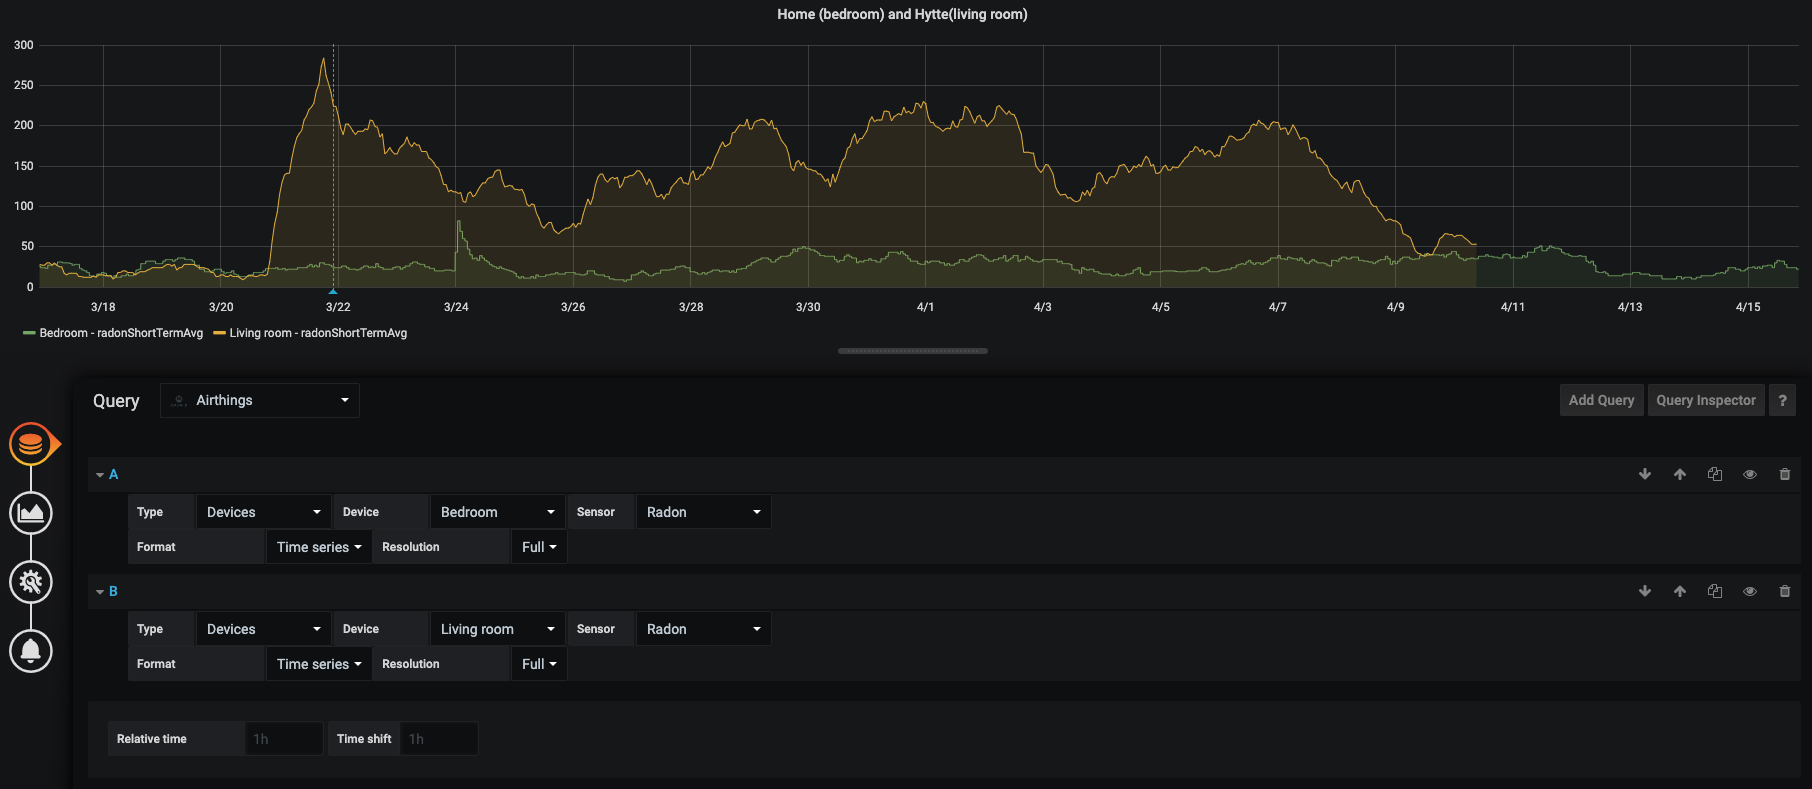 Home (bedroom) and Hytte(living room)
300
250
200
150
100
50
0
3/18 3/20 3/22 3/24 3/26 3/28 3/30 4/1 4/3 4/5 4/7 4/9 4/11 4/13 4/15
Bedroom - radonShortTermAvg Living room - radonShortTermAvg
Query Airthings Add Query Query Inspector ?
A
Type Devices Device Bedroom Sensor Radon
Format Time series Resolution Full
B
Type Devices Device Living room Sensor Radon
Format Time series Resolution Full
Relative time 1h Time shift 1h